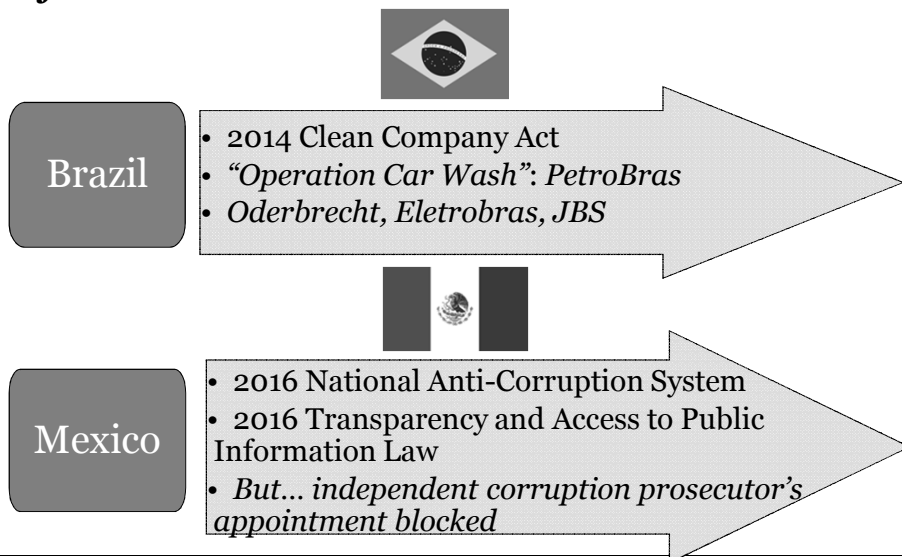 Brazil
• 2014 Clean Company Act
• “Operation Car Wash”: PetroBras
• Oderbrecht, Eletrobras, JBS
Mexico
• 2016 National Anti-Corruption System
• 2016 Transparency and Access to Public
Information Law
• But… independent corruption prosecutor’s
appointment blocked